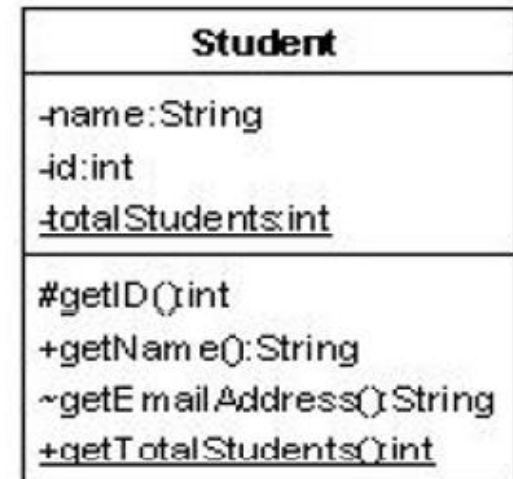 Student
-name:String
-id:int
-totalStudents:int
#getID():int
+getName():String
~getEmailAddress():String
+getTotalStudents():int